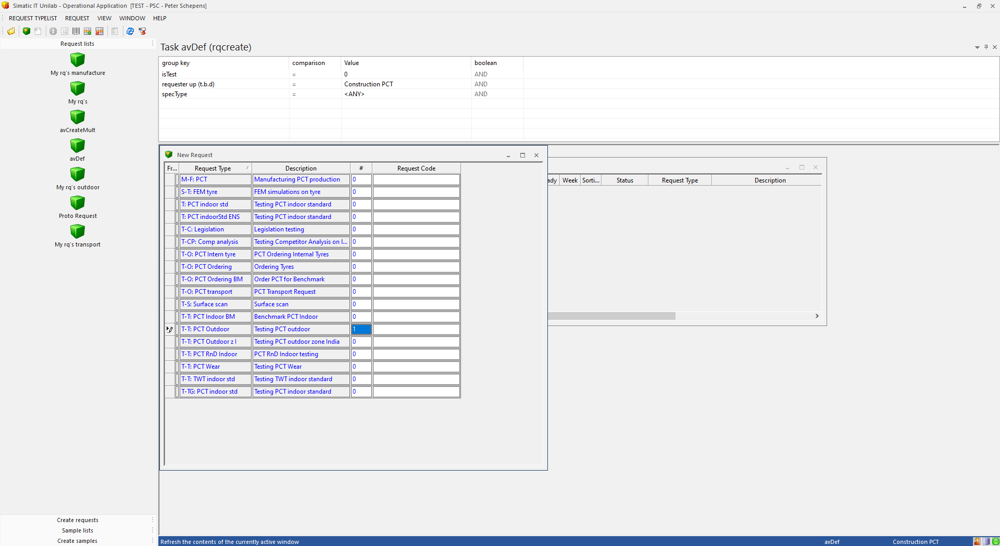 Simatic IT Unilab - Operational Application [TEST - PSC - Peter Schepens]
REQUEST TYPELIST REQUEST VIEW WINDOW HELP
Request lists
My rq's manufacture
My rq's
avCreateMult
avDef
My rq's outdoor
Proto Request
My rq's transport
Create requests
Sample lists
Create samples
Task avDef (rqcreate)
group key comparison Value boolean
isTest = 0 AND
requester up (t.b.d) = Construction PCT AND
specType = <ANY> AND
New Request
Fr... Request Type Description # Request Code
M-F: PCT Manufacturing PCT production 0
S-T: FEM tyre FEM simulations on tyre 0
T: PCT indoor std Testing PCT indoor standard 0
T: PCT indoorStd ENS Testing PCT indoor standard 0
T-C: Legislation Legislation testing 0
T-CP: Comp analysis Testing Competitor Analysis on I... 0
T-O: PCT Intern tyre PCT Ordering Internal Tyres 0
T-O: PCT Ordering Ordering Tyres 0
T-O: PCT Ordering BM Order PCT for Benchmark 0
T-O: PCT transport PCT Transport Request 0
T-S: Surface scan Surface scan 0
T-T: PCT Indoor BM Benchmark PCT Indoor 0
T-T: PCT Outdoor Testing PCT outdoor 1
T-T: PCT Outdoor z I Testing PCT outdoor zone India 0
T-T: PCT RnD Indoor PCT RnD Indoor testing 0
T-T: PCT Wear Testing PCT Wear 0
T-T: TWT indoor std Testing TWT indoor standard 0
T-TG: PCT indoor std Testing PCT indoor standard 0
ady Week Sorti... Status Request Type Description
Refresh the contents of the currently active window avDef Construction PCT